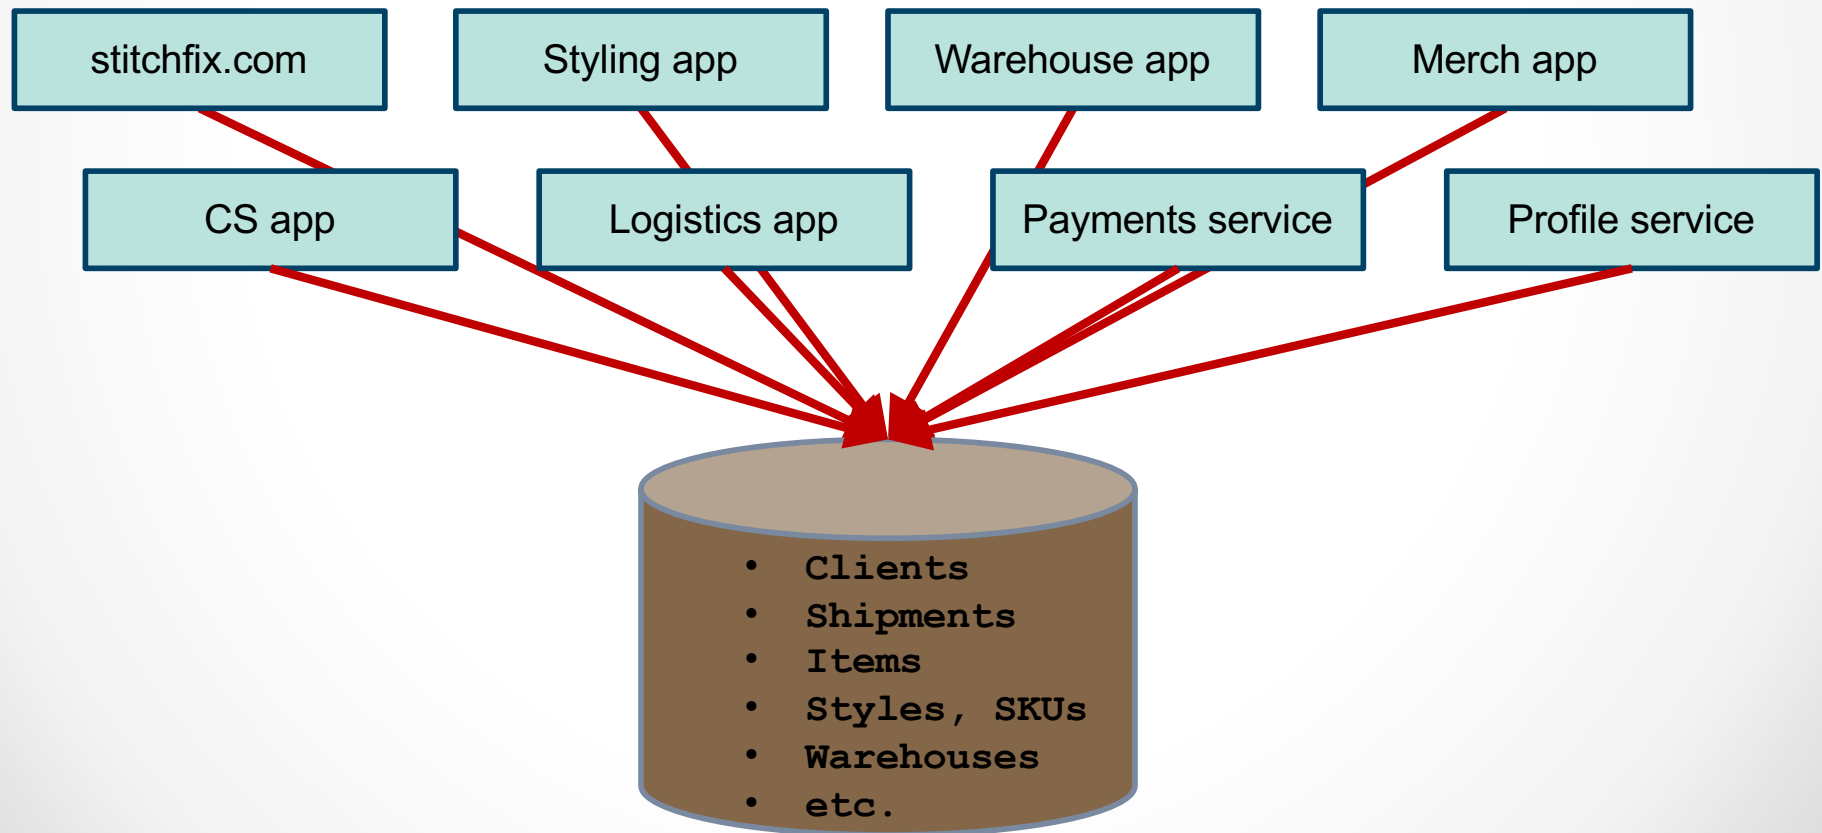 stitchfix.com
Styling app
Warehouse app
Merch app
CS app
Logistics app
Payments service
Profile service
• Clients
• Shipments
• Items
• Styles, SKUs
• Warehouses
• etc.